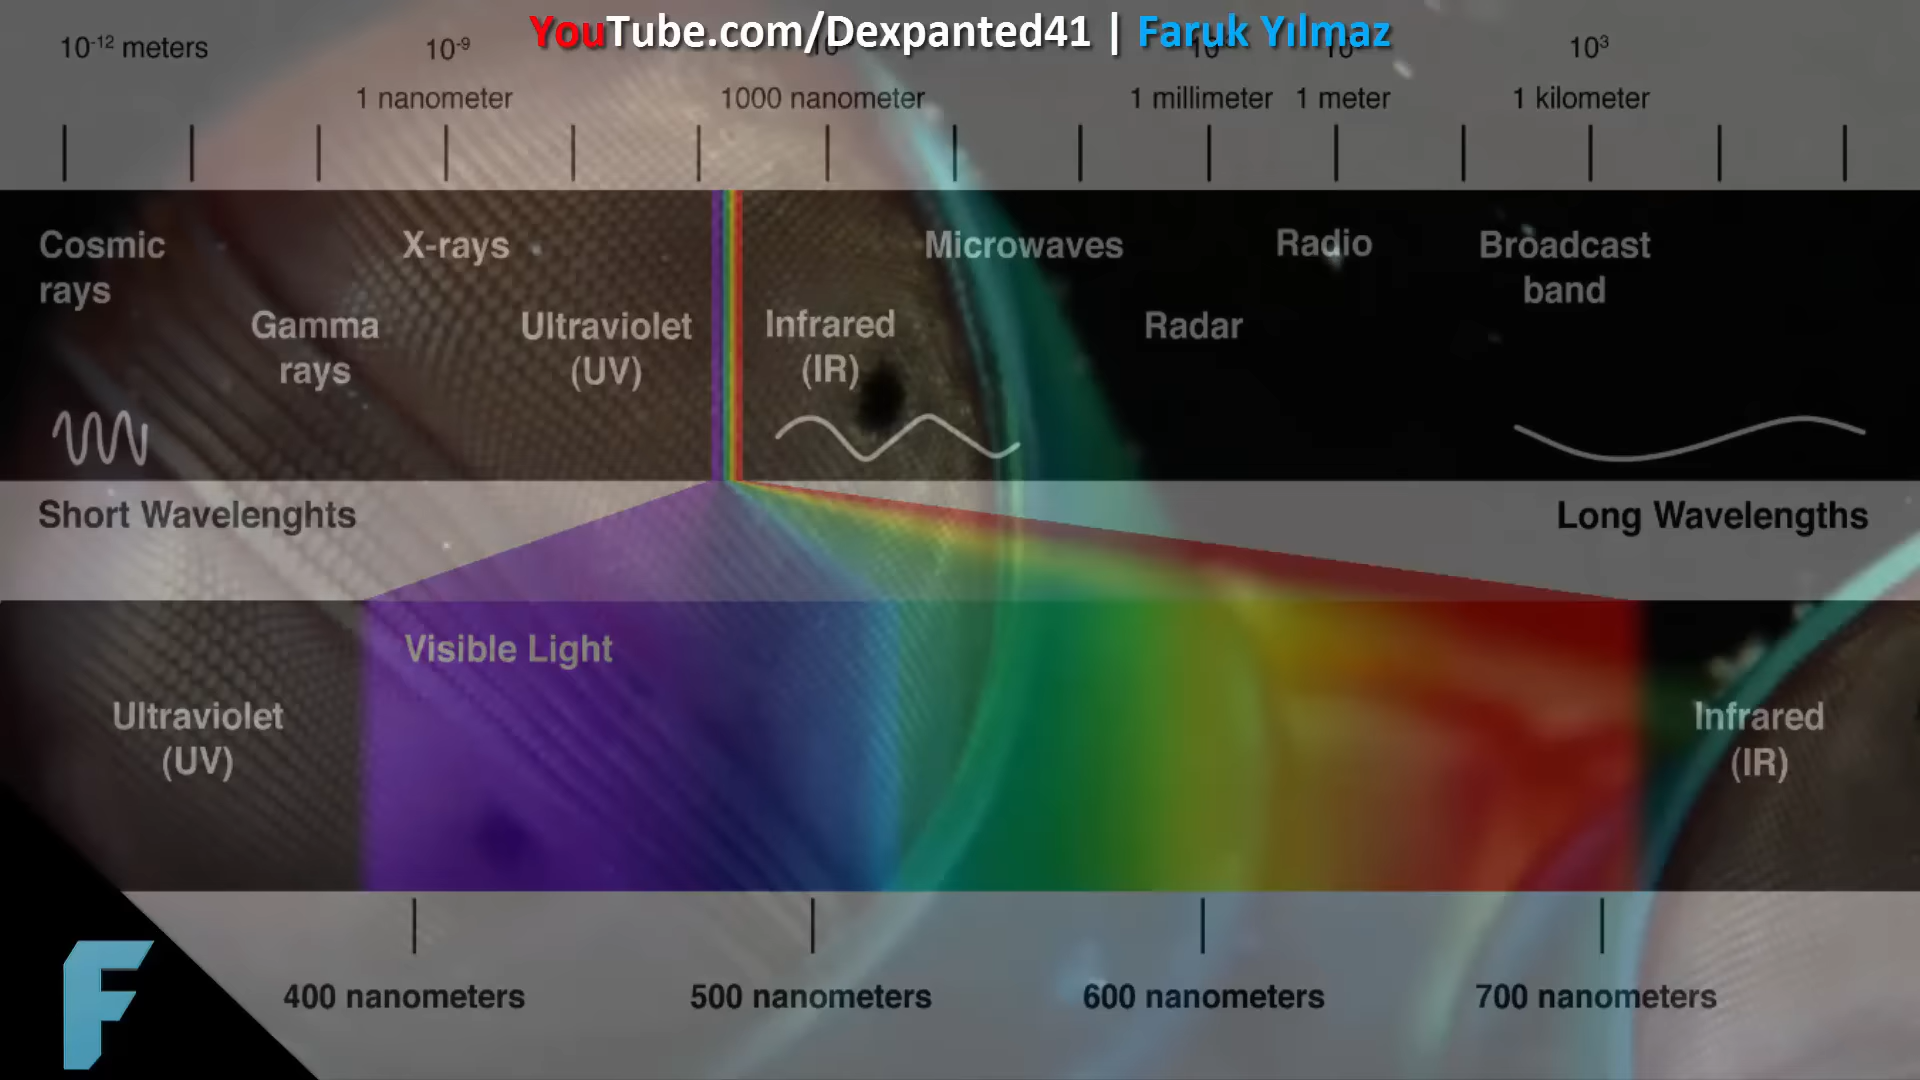 YouTube.com/Dexpanted41 | Faruk Yılmaz
10⁻¹² meters
10⁻⁹
10³
1 nanometer
1000 nanometer
1 millimeter
1 meter
1 kilometer
Cosmic
rays
X-rays
Microwaves
Radio
Broadcast
band
Gamma
rays
Ultraviolet
(UV)
Infrared
(IR)
Radar
Short Wavelenghts
Long Wavelengths
Visible Light
Ultraviolet
(UV)
Infrared
(IR)
400 nanometers
500 nanometers
600 nanometers
700 nanometers
F